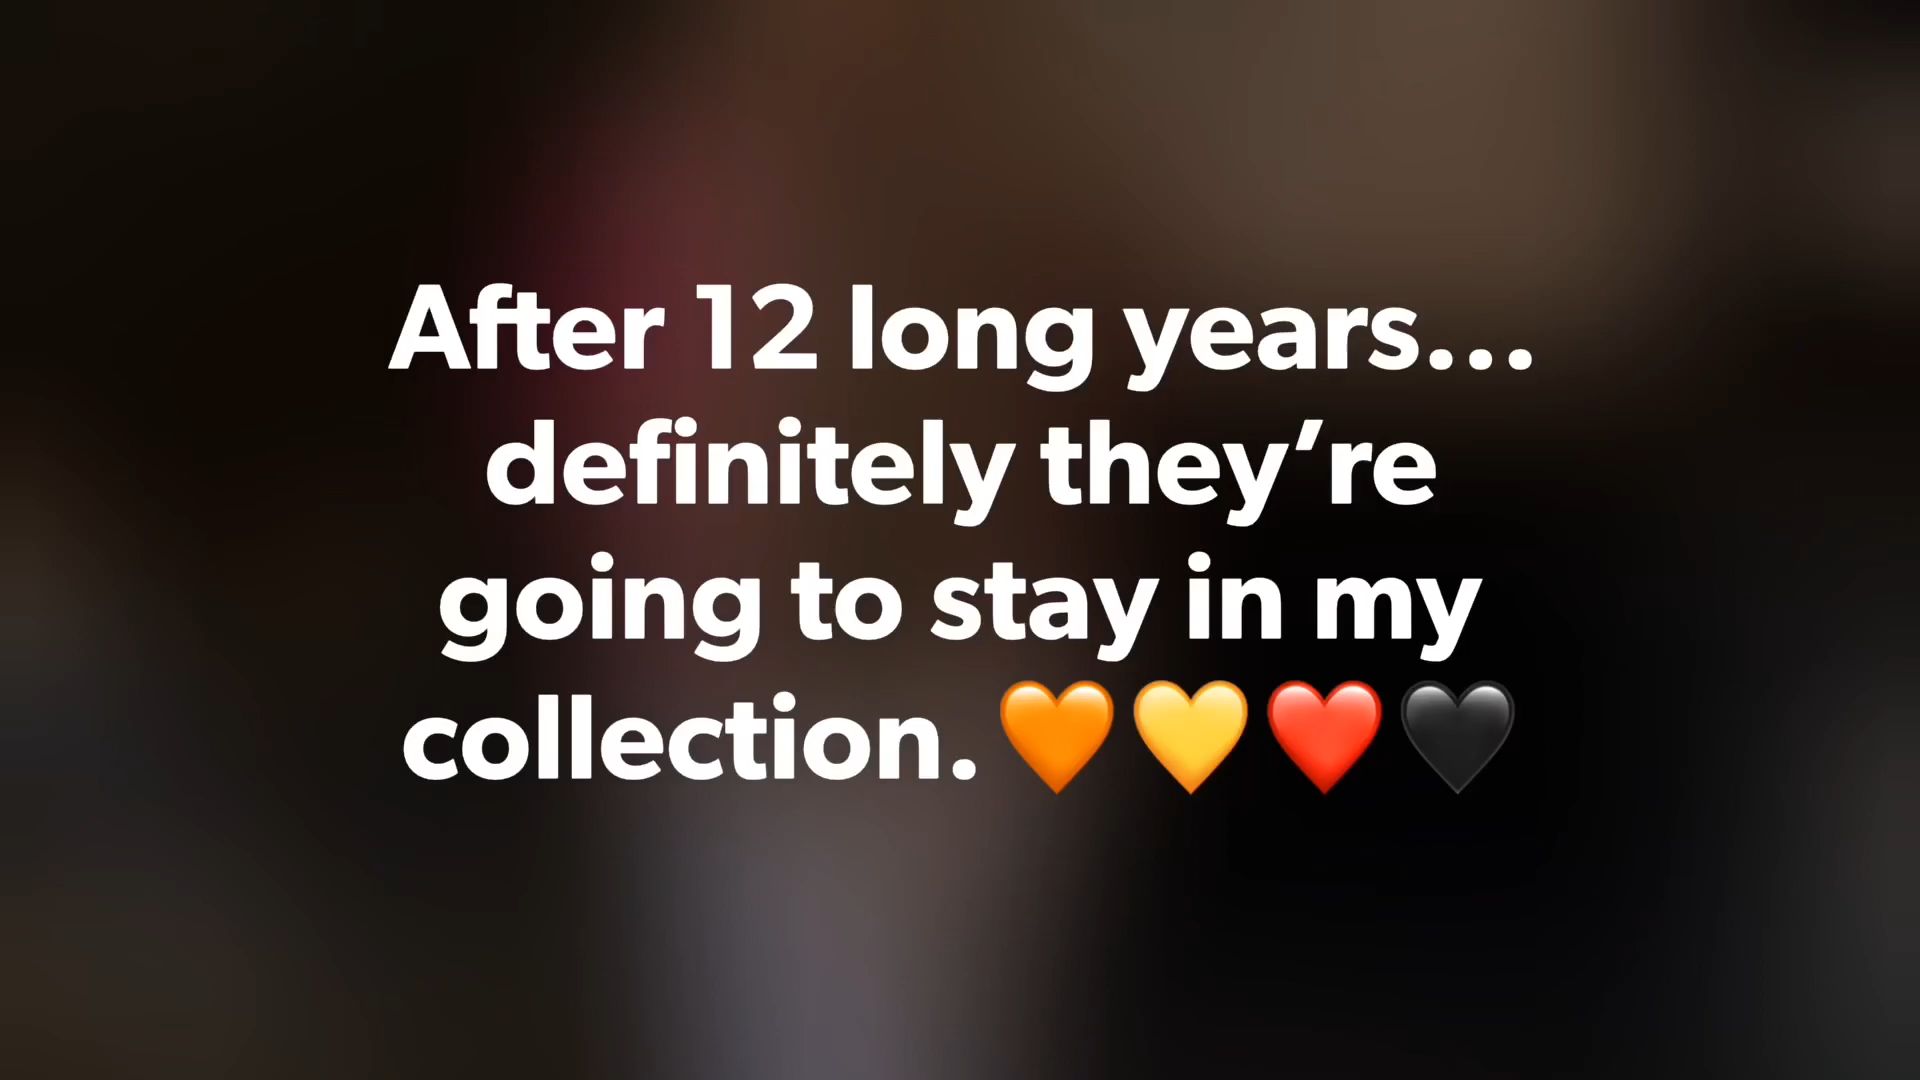 After 12 long years...
definitely they’re
going to stay in my
collection. 🧡💛❤️🖤